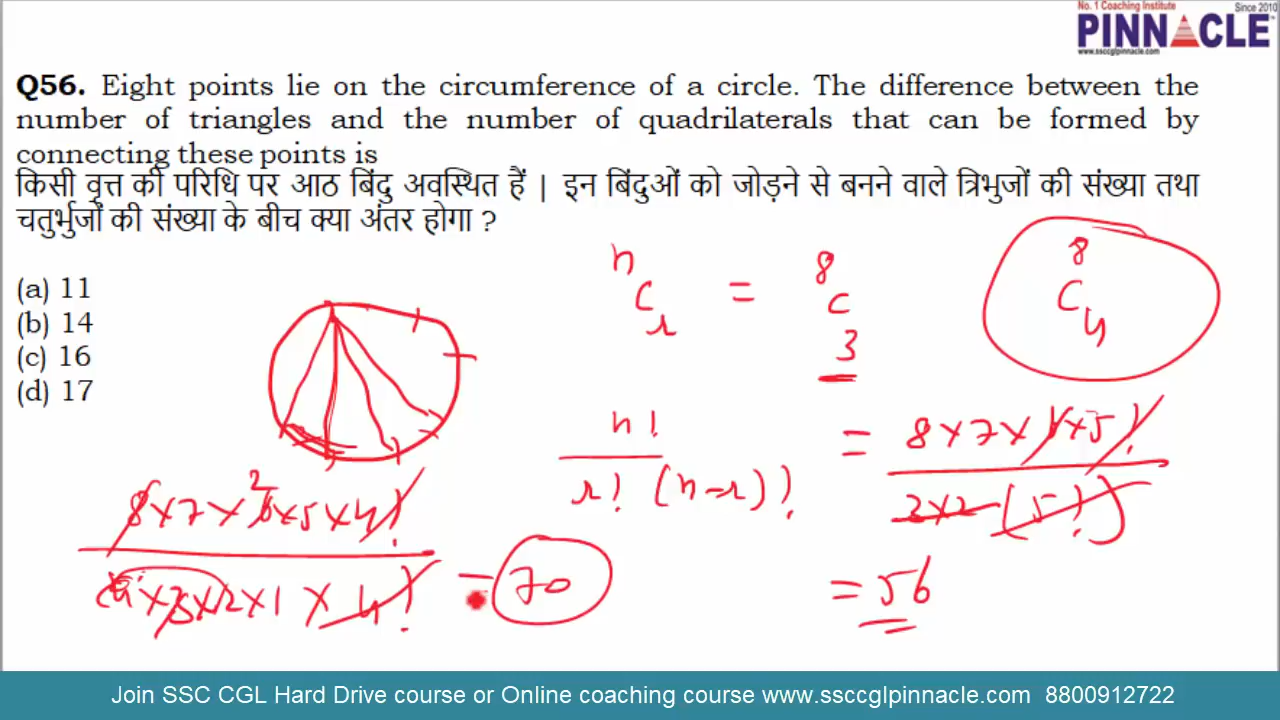 No. 1 Coaching Institute
Since 2010
PINNACLE
www.ssccglpinnacle.com
Q56. Eight points lie on the circumference of a circle. The difference between the
number of triangles and the number of quadrilaterals that can be formed by
connecting these points is
किसी वृत्त की परिधि पर आठ बिंदु अवस्थित हैं | इन बिंदुओं को जोड़ने से बनने वाले त्रिभुजों की संख्या तथा
चतुर्भुजों की संख्या के बीच क्या अंतर होगा ?
(a) 11
(b) 14
(c) 16
(d) 17
n C r = 8 C 3
8 C 4
n! / r! (n-r)! = 8×7×6×5! / 3×2 (5!)
= 56
8×7×6×5×4! / 4×3×2×1×4! = 70
Join SSC CGL Hard Drive course or Online coaching course www.ssccglpinnacle.com 8800912722